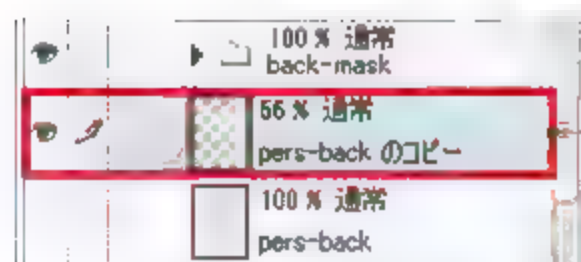 100 % 通常
back-mask
56 % 通常
pers-back のコピー
100 % 通常
pers-back